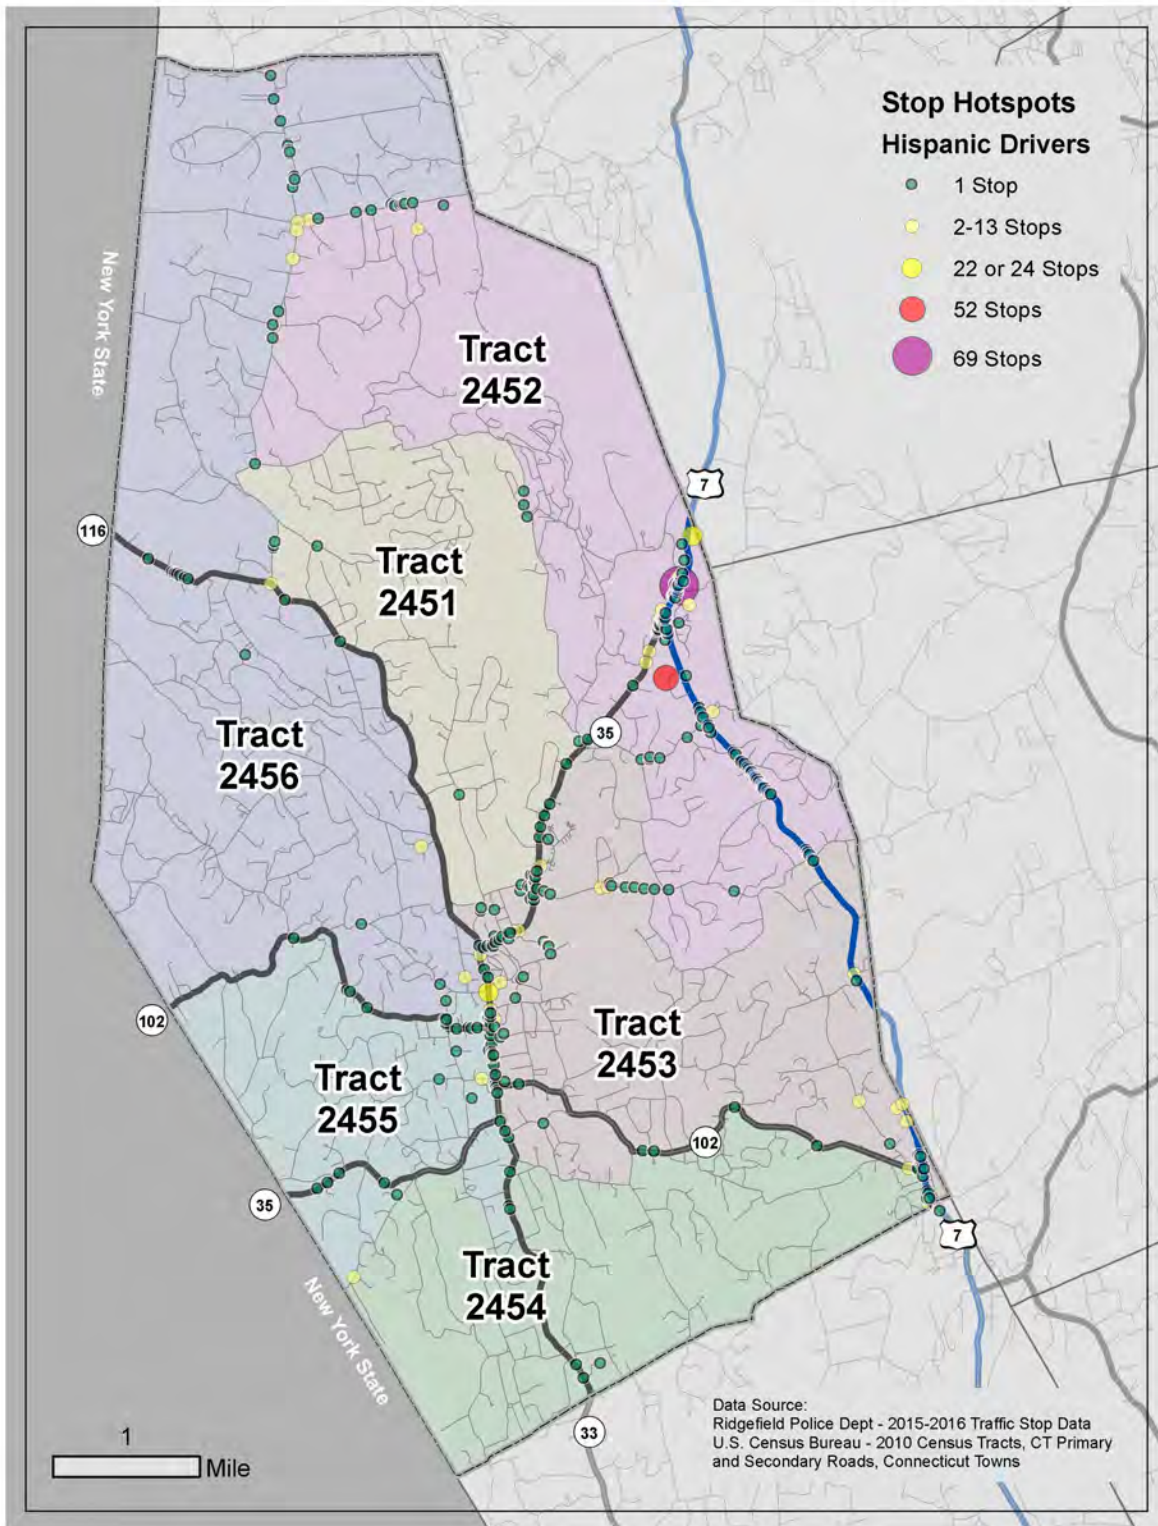 Stop Hotspots
Hispanic Drivers
1 Stop
2-13 Stops
22 or 24 Stops
52 Stops
69 Stops
New York State
Tract
2452
7
116
Tract
2451
35
Tract
2456
102
Tract
2453
Tract
2455
102
35
7
Tract
2454
New York State
33
Data Source:
Ridgefield Police Dept - 2015-2016 Traffic Stop Data
U.S. Census Bureau - 2010 Census Tracts, CT Primary
and Secondary Roads, Connecticut Towns
1
Mile